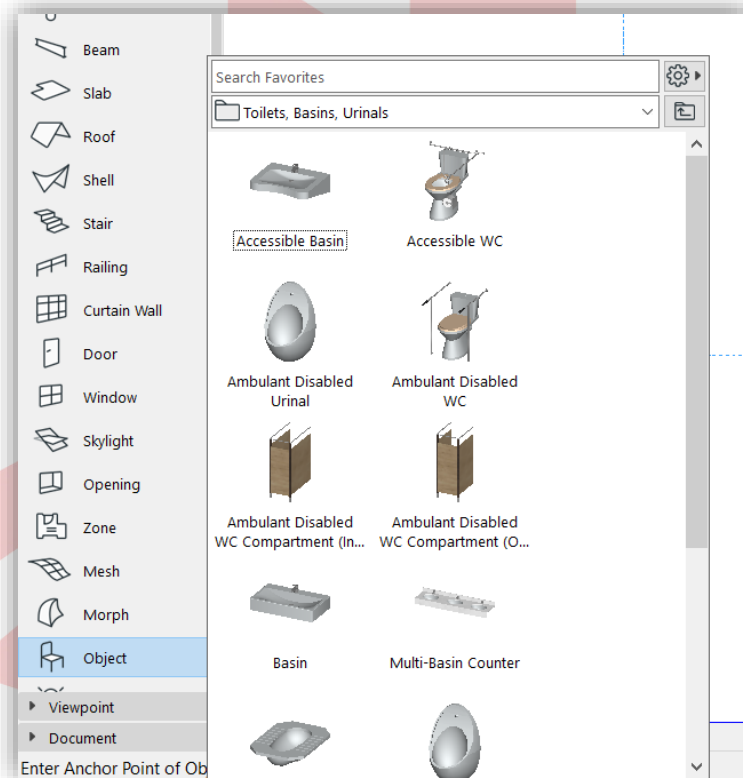 Beam
Slab
Roof
Shell
Stair
Railing
Curtain Wall
Door
Window
Skylight
Opening
Zone
Mesh
Morph
Object
Viewpoint
Document
Enter Anchor Point of Ob
Search Favorites
Toilets, Basins, Urinals
Accessible Basin
Accessible WC
Ambulant Disabled
Urinal
Ambulant Disabled
WC
Ambulant Disabled
WC Compartment (In...
Ambulant Disabled
WC Compartment (O...
Basin
Multi-Basin Counter